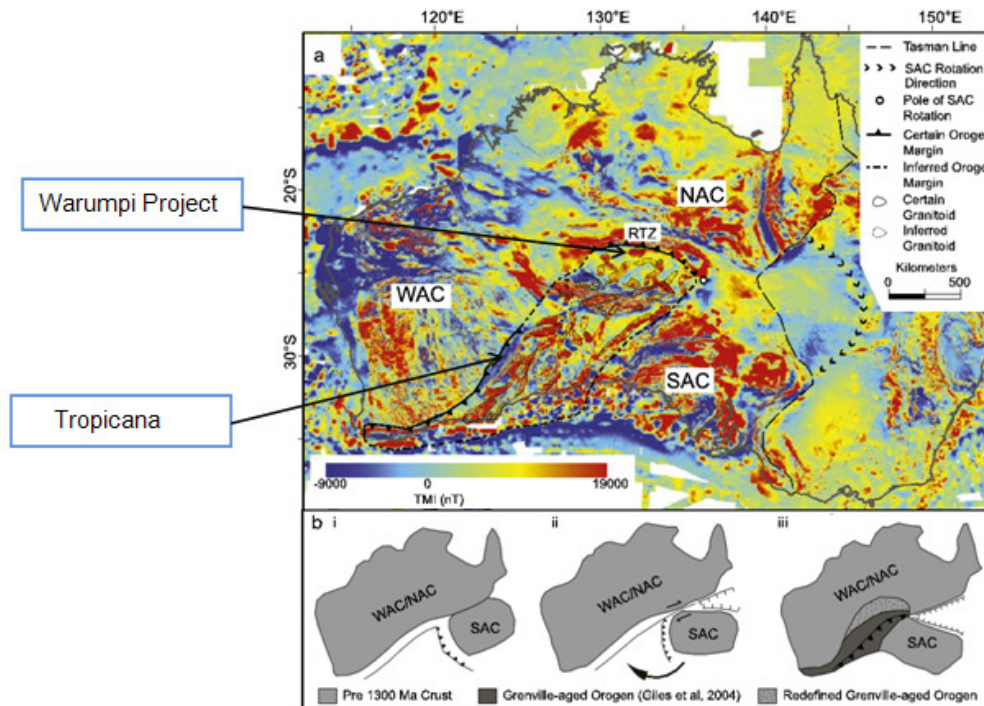 120°E 130°E 140°E 150°E
a
Tasman Line
SAC Rotation
Direction
Pole of SAC
Rotation
Certain Oroge
Margin
Inferred Oroge
Margin
Certain
Granitoid
Inferred
Granitoid
Kilometers
0 500
20°S
30°S
Warumpi Project
NAC
RTZ
WAC
SAC
Tropicana
-9000 0 19000
TMI (nT)
b i ii iii
WAC/NAC SAC
WAC/NAC SAC
WAC/NAC SAC
Pre 1300 Ma Crust Grenville-aged Orogen (Giles et al, 2004) Redefined Grenville-aged Orogen